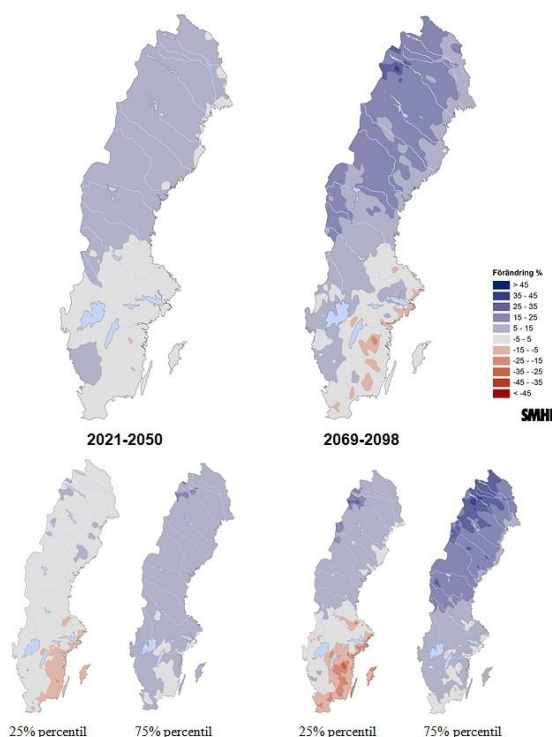 Förändring %
> 45
35 - 45
25 - 35
15 - 25
5 - 15
-5 - 5
-15 - -5
-25 - -15
-35 - -25
-45 - -35
< -45
SMHI
2021-2050
2069-2098
25% percentil
75% percentil
25% percentil
75% percentil